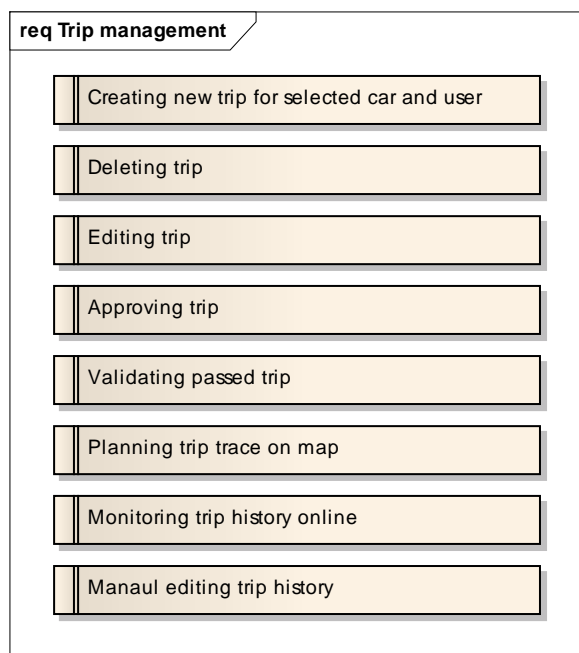 req Trip management
Creating new trip for selected car and user
Deleting trip
Editing trip
Approving trip
Validating passed trip
Planning trip trace on map
Monitoring trip history online
Manaul editing trip history